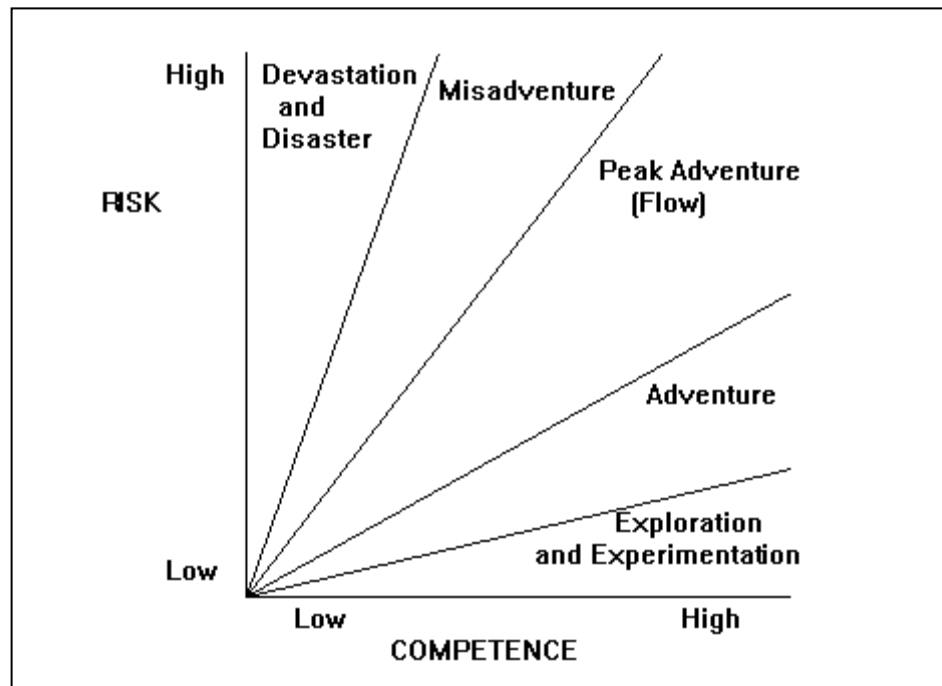 High
Devastation
and
Disaster
Misadventure
Peak Adventure
(Flow)
RISK
Adventure
Exploration
and Experimentation
Low
Low
High
COMPETENCE